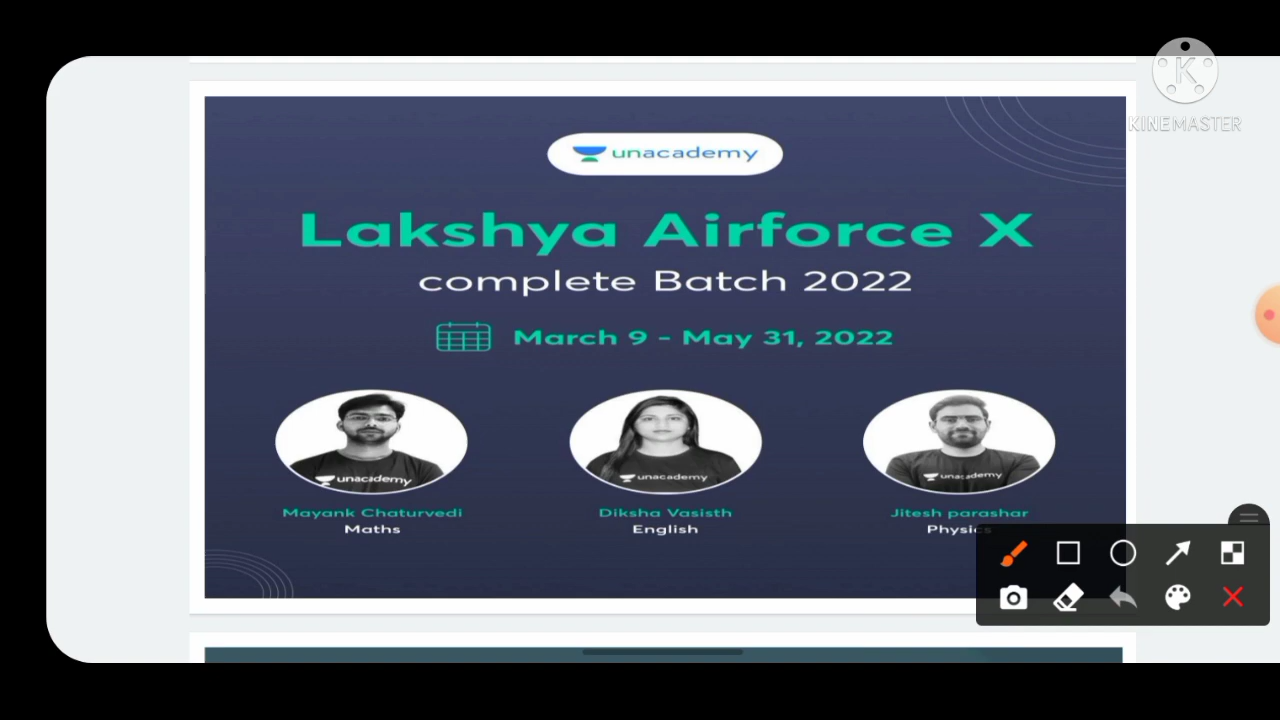 K
KINEMASTER
unacademy
Lakshya Airforce X
complete Batch 2022
March 9 - May 31, 2022
unacademy
unacademy
unacademy
Mayank Chaturvedi
Maths
Diksha Vasisth
English
Jitesh parashar
Physics